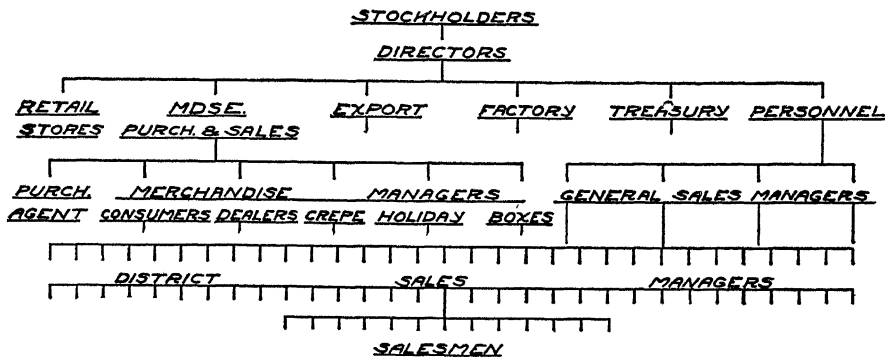 STOCKHOLDERS
DIRECTORS
RETAIL STORES
MDSE. PURCH. & SALES
EXPORT
FACTORY
TREASURY
PERSONNEL
PURCH. AGENT
MERCHANDISE MANAGERS
CONSUMERS DEALERS CREPE HOLIDAY BOXES
GENERAL SALES MANAGERS
DISTRICT SALES MANAGERS
SALESMEN